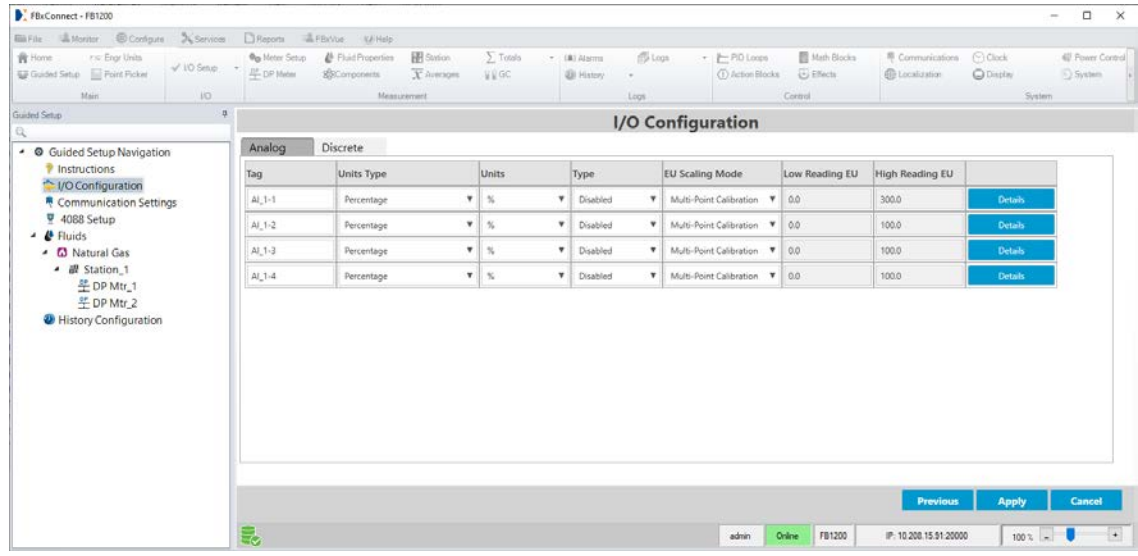 FBxConnect - FB1200
File Monitor Configure Services Reports FBxVue Help
Home Engr Units I/O Setup Meter Setup Fluid Properties Station Totals Alarms Logs PID Loops Math Blocks Communications Clock Power Control
Guided Setup Point Picker DP Meter Components Averages GC History Action Blocks Effects Localization Display System
Main I/O Measurement Logs Control System
Guided Setup
I/O Configuration
Guided Setup Navigation
Instructions
I/O Configuration
Communication Settings
4088 Setup
Fluids
Natural Gas
Station_1
DP Mtr_1
DP Mtr_2
History Configuration
Analog Discrete
Tag Units Type Units Type EU Scaling Mode Low Reading EU High Reading EU
AI_1-1 Percentage % Disabled Multi-Point Calibration 0.0 300.0 Details
AI_1-2 Percentage % Disabled Multi-Point Calibration 0.0 100.0 Details
AI_1-3 Percentage % Disabled Multi-Point Calibration 0.0 100.0 Details
AI_1-4 Percentage % Disabled Multi-Point Calibration 0.0 100.0 Details
Previous Apply Cancel
admin Online FB1200 IP: 10.208.15.91:20000 100 % - +